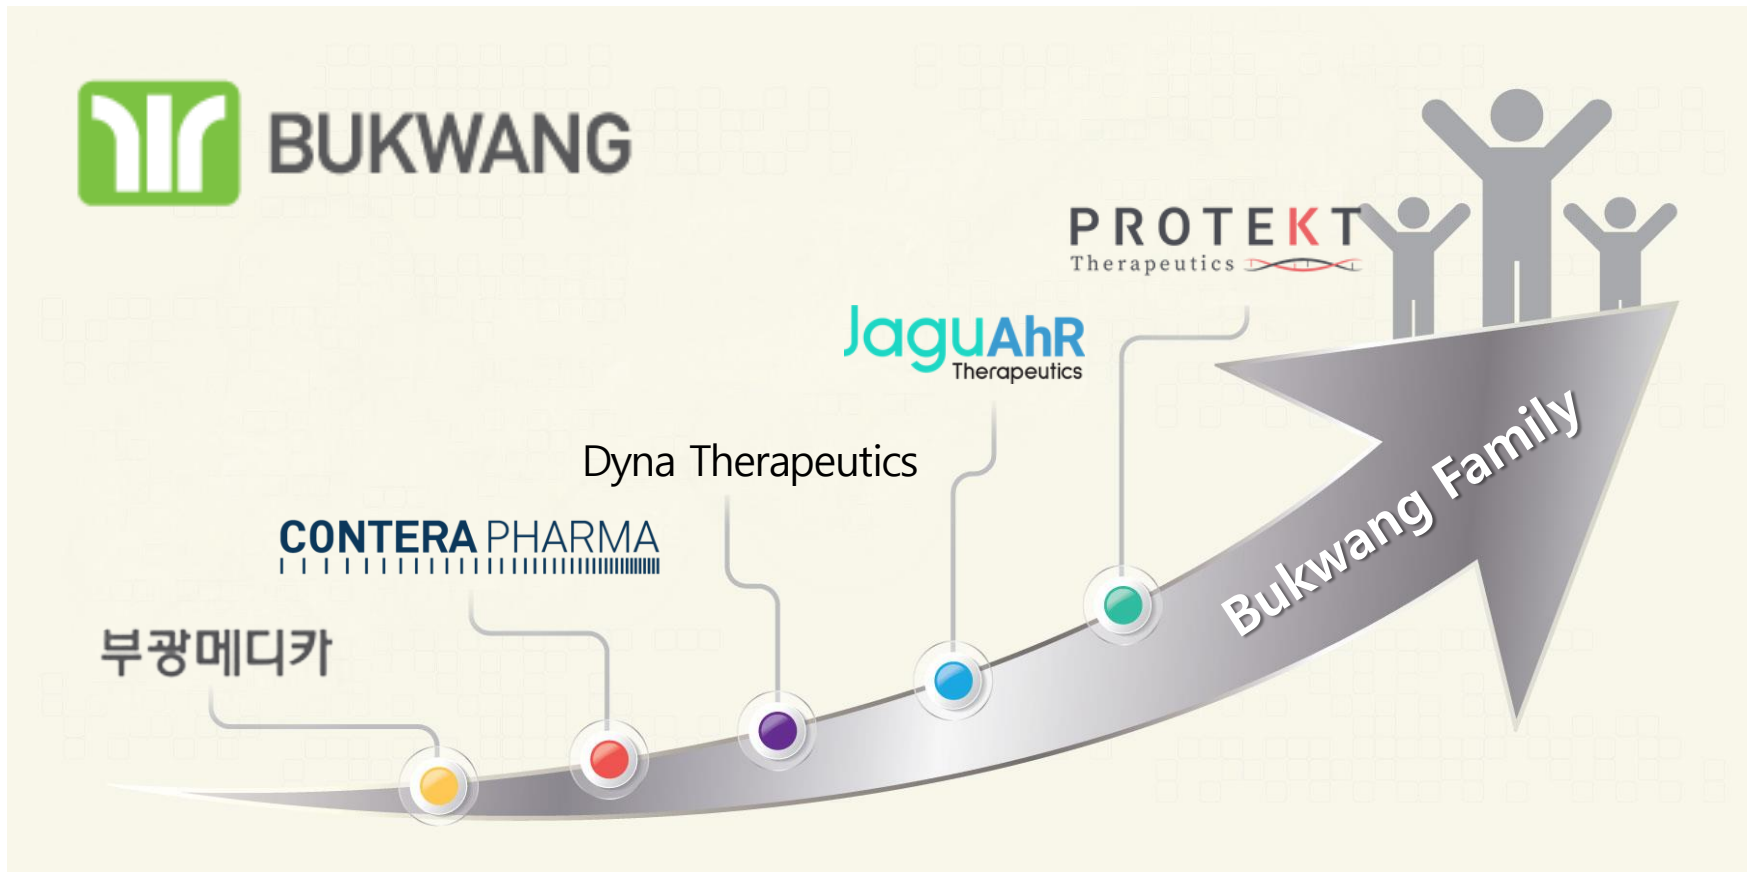 BUKWANG
PROTEKT
Therapeutics
JaguAhR
Therapeutics
Dyna Therapeutics
CONTERA PHARMA
부광메디카
Bukwang Family